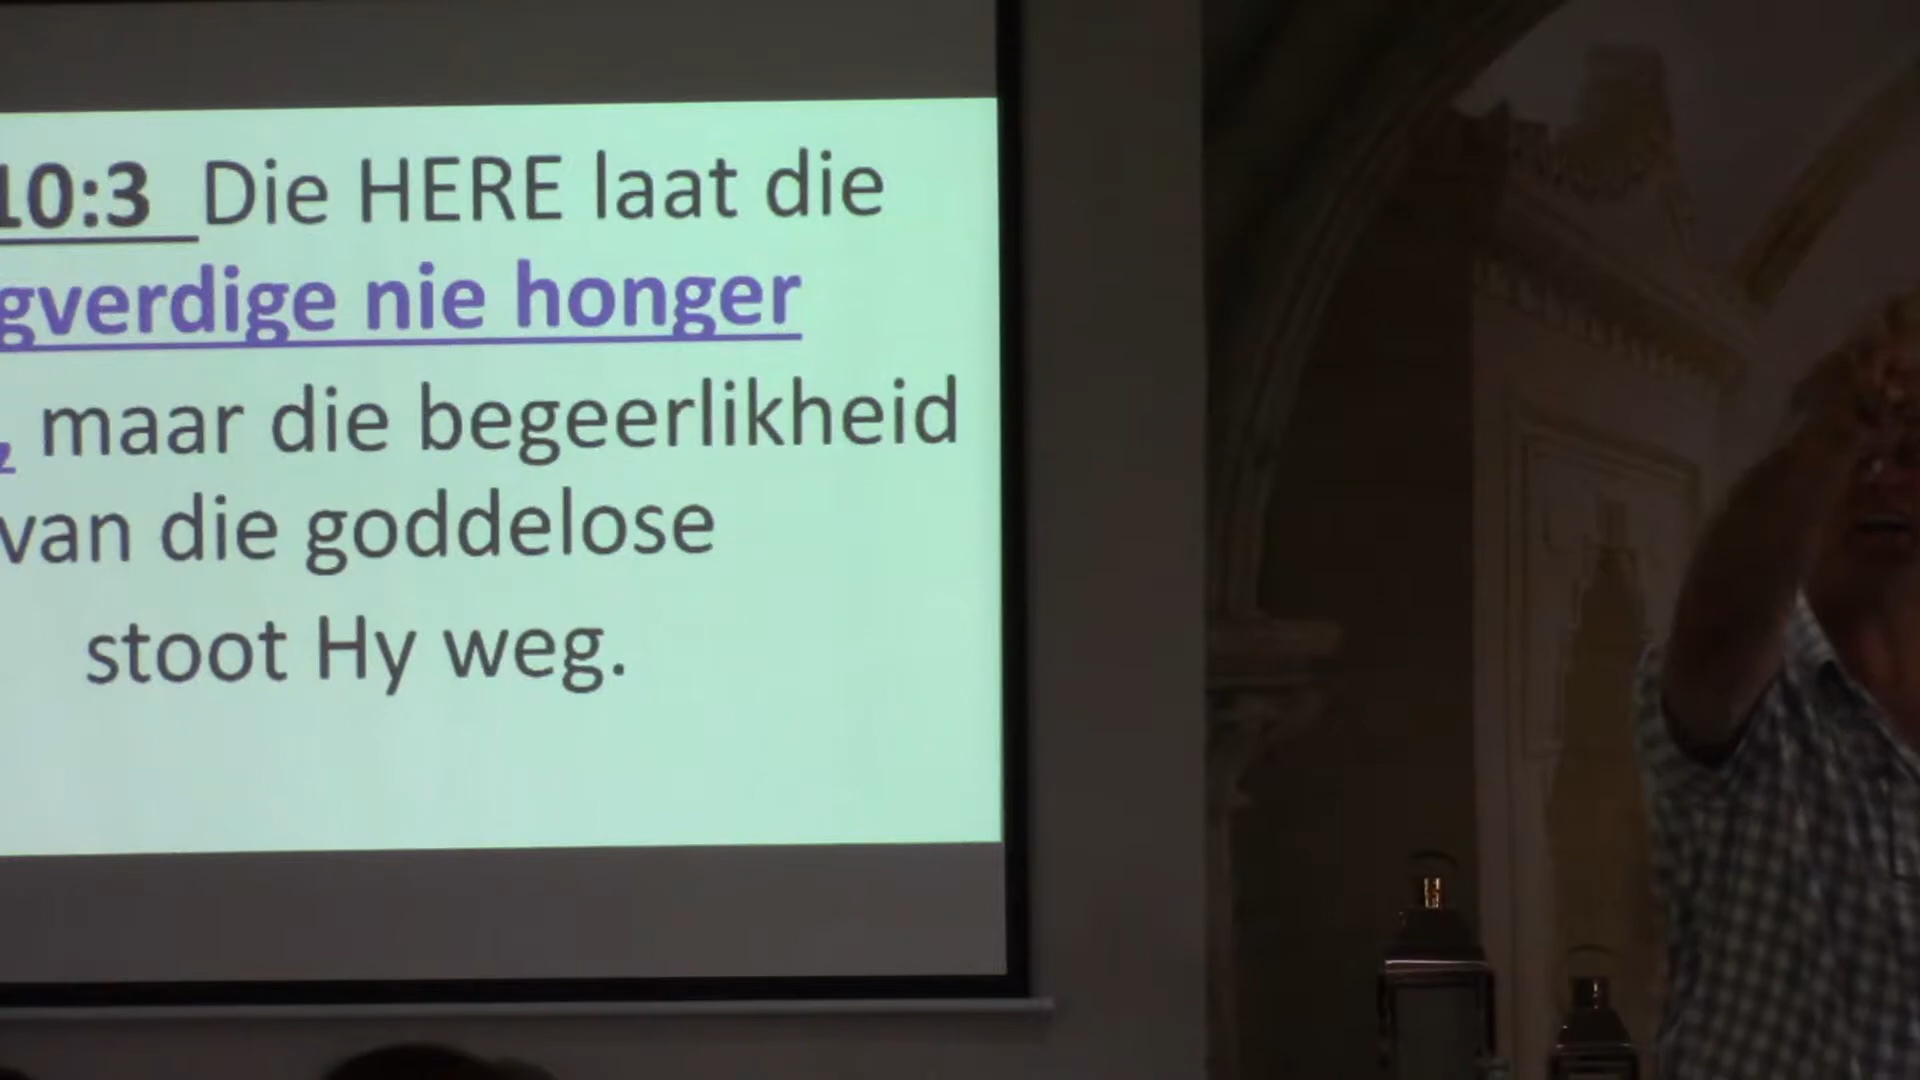 10:3 Die HERE laat die
gverdige nie honger
, maar die begeerlikheid
van die goddelose
stoot Hy weg.